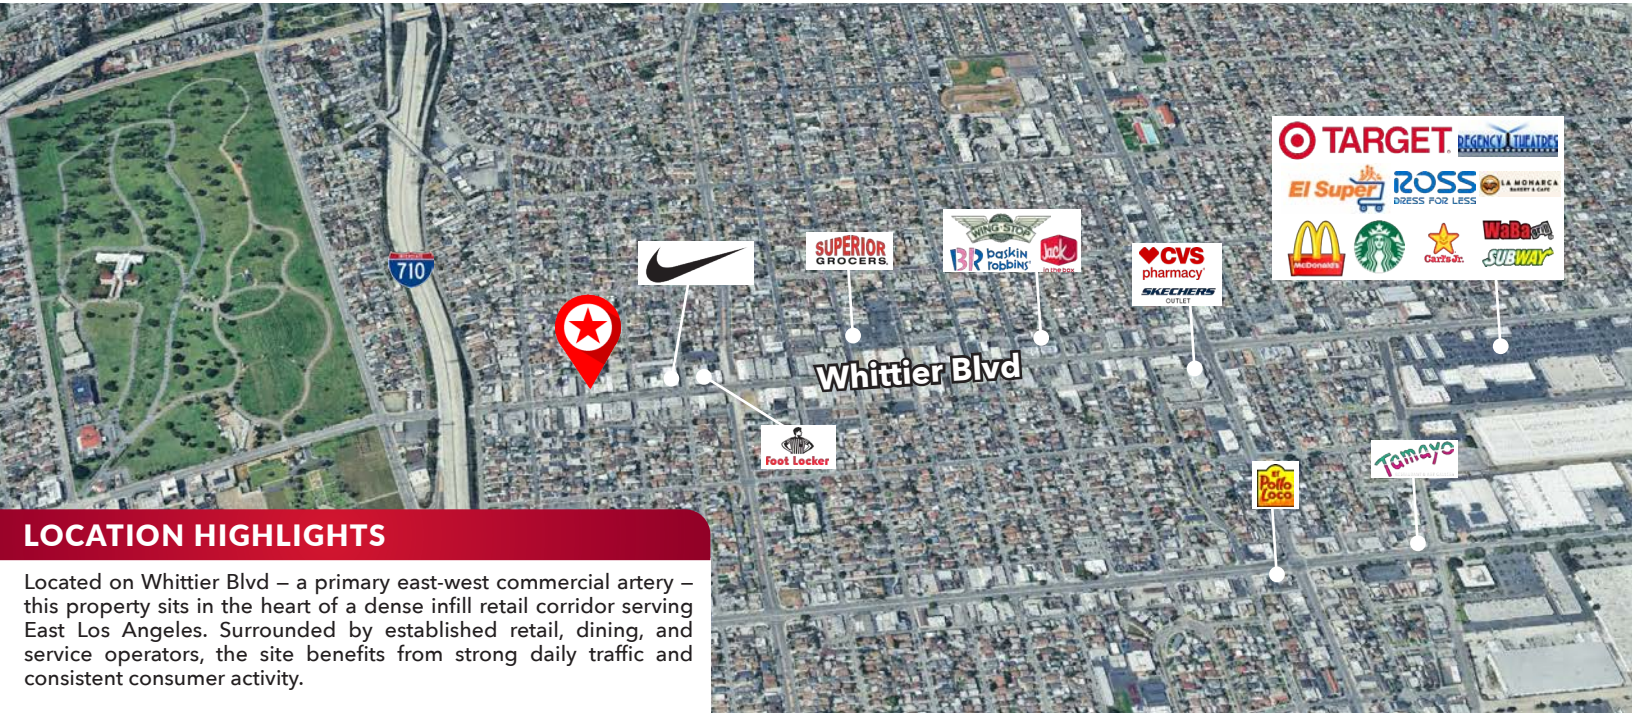 TARGET
REGENCY THEATRES
El Super
ROSS
DRESS FOR LESS
LA MONARCA
BAKERY & CAFE
McDonald's
Carl's Jr.
WaBa grill
SUBWAY
WING STOP
BR baskin robbins
Jack in the box
SUPERIOR
GROCERS
CVS
pharmacy
SKECHERS
OUTLET
710
Whittier Blvd
Foot Locker
Tamayo
El Pollo Loco
LOCATION HIGHLIGHTS
Located on Whittier Blvd – a primary east-west commercial artery –
this property sits in the heart of a dense infill retail corridor serving
East Los Angeles. Surrounded by established retail, dining, and
service operators, the site benefits from strong daily traffic and
consistent consumer activity.